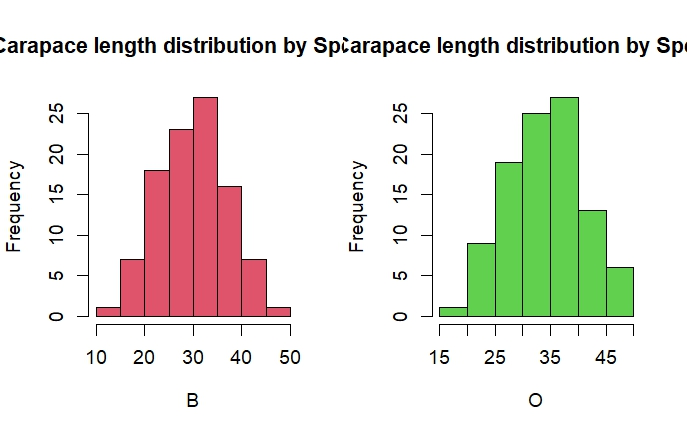 Carapace length distribution by Sp
Carapace length distribution by Spe
Frequency
0 5 10 15 20 25
10 20 30 40 50
B
Frequency
0 5 10 15 20 25
15 25 35 45
O